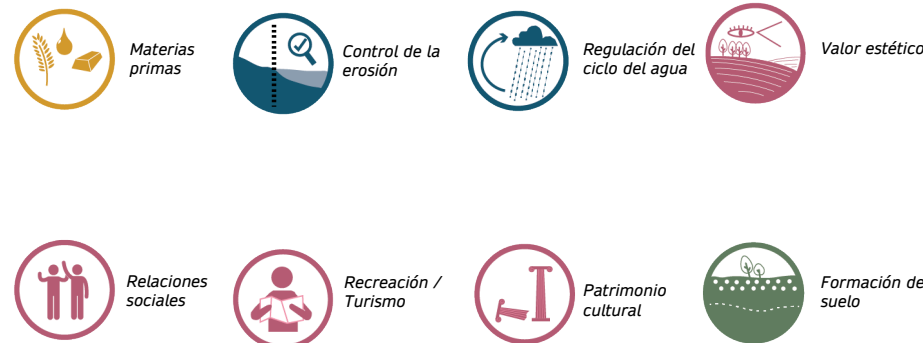 Materias
primas
Control de la
erosión
Regulación del
ciclo del agua
Valor estético
Relaciones
sociales
Recreación /
Turismo
Patrimonio
cultural
Formación de
suelo